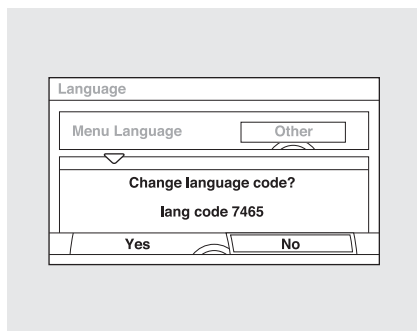 Language
Menu Language Other
Change language code?
lang code 7465
Yes No